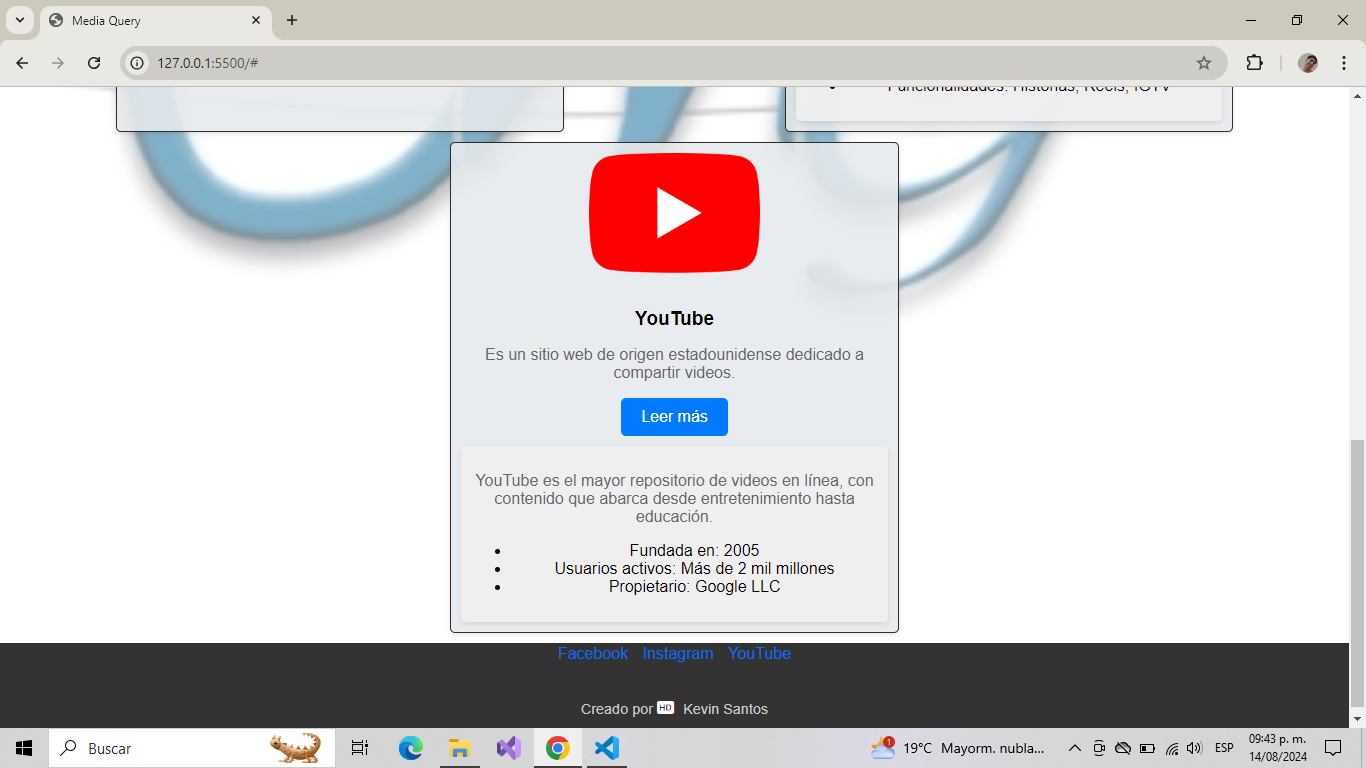 Media Query
127.0.0.1:5500/#
Funcionalidades: Historias, Reels, IGTV
YouTube
Es un sitio web de origen estadounidense dedicado a
compartir videos.
Leer más
YouTube es el mayor repositorio de videos en línea, con
contenido que abarca desde entretenimiento hasta
educación.
Fundada en: 2005
Usuarios activos: Más de 2 mil millones
Propietario: Google LLC
Facebook Instagram YouTube
Creado por HD Kevin Santos
Buscar
1
19°C Mayorm. nubla...
ESP
09:43 p. m.
14/08/2024